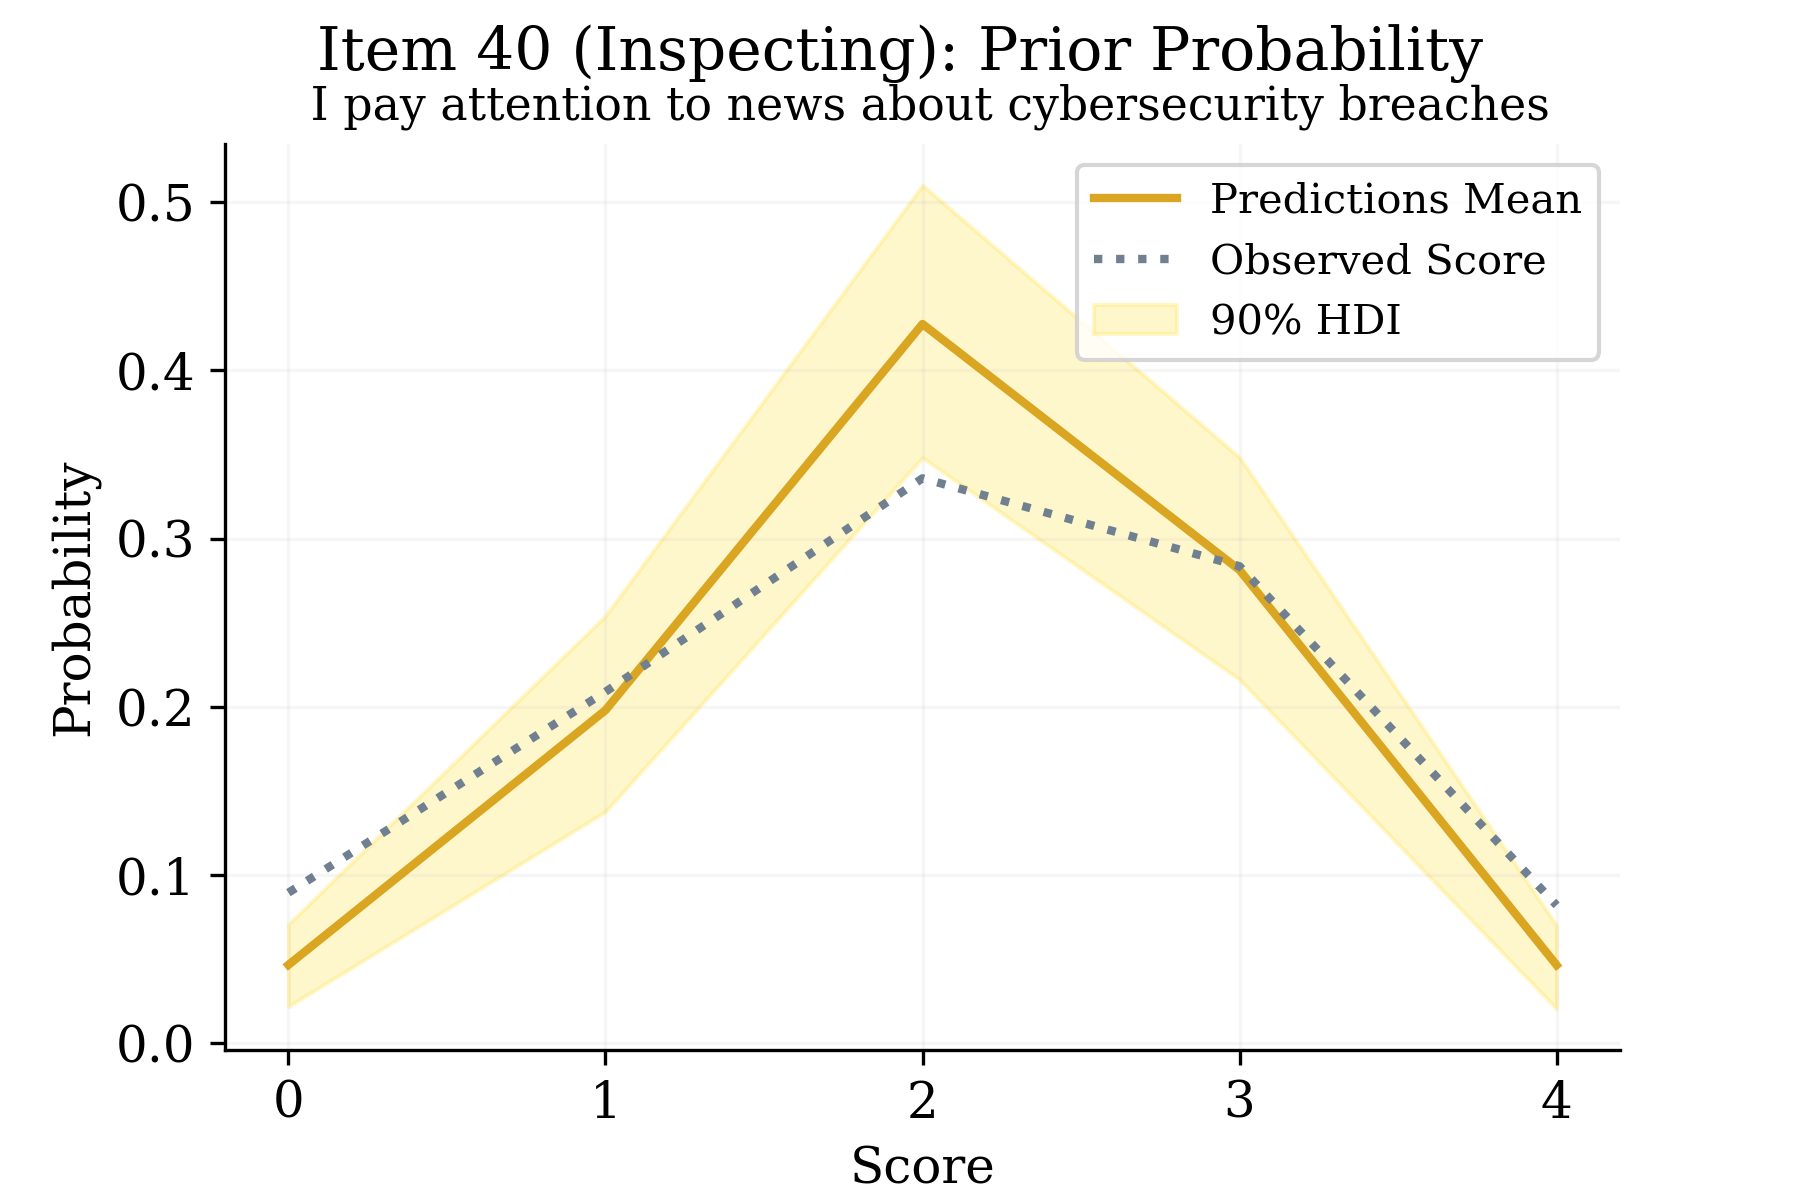 Item 40 (Inspecting): Prior Probability
I pay attention to news about cybersecurity breaches
Predictions Mean
Observed Score
90% HDI
Probability
0.5
0.4
0.3
0.2
0.1
0.0
0 1 2 3 4
Score